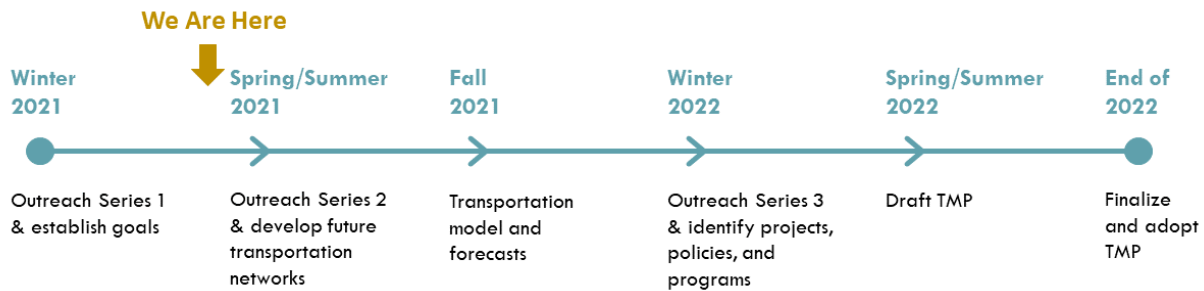 We Are Here
Winter
2021
Spring/Summer
2021
Fall
2021
Winter
2022
Spring/Summer
2022
End of
2022
Outreach Series 1
& establish goals
Outreach Series 2
& develop future
transportation
networks
Transportation
model and
forecasts
Outreach Series 3
& identify projects,
policies, and
programs
Draft TMP
Finalize
and adopt
TMP